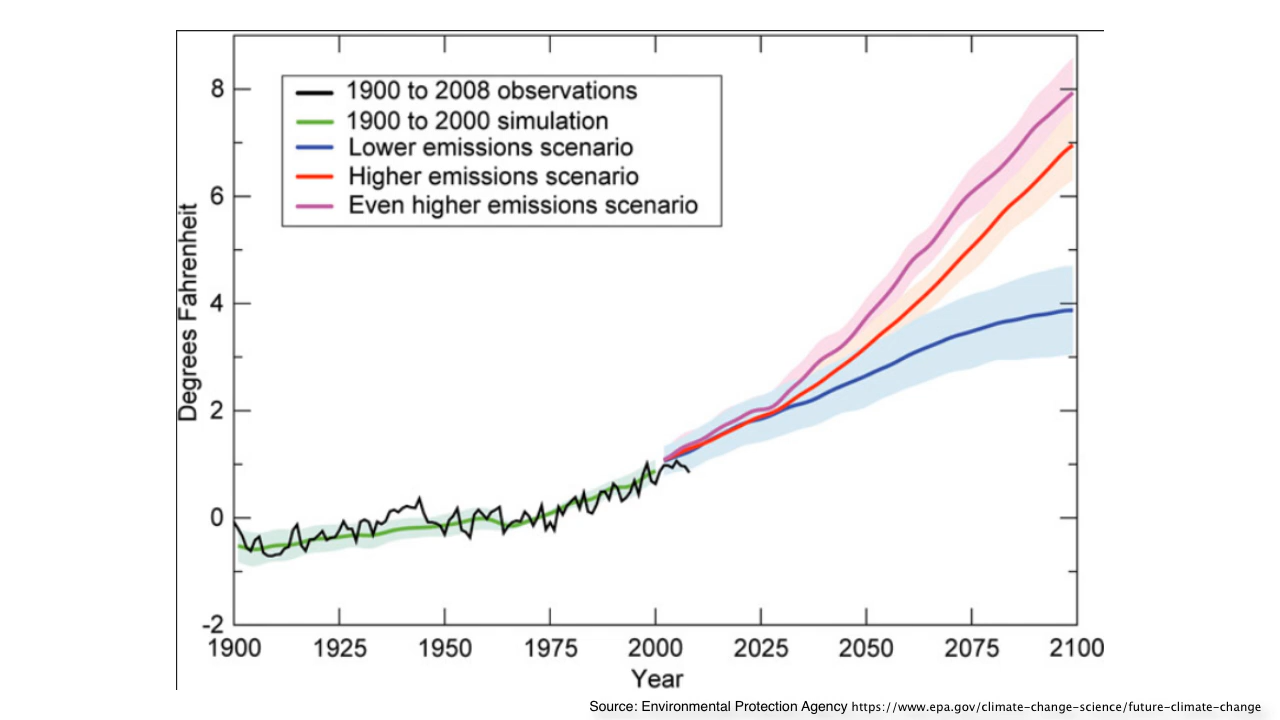 1900 to 2008 observations
1900 to 2000 simulation
Lower emissions scenario
Higher emissions scenario
Even higher emissions scenario
Degrees Fahrenheit
8
6
4
2
0
-2
1900 1925 1950 1975 2000 2025 2050 2075 2100
Year
Source: Environmental Protection Agency https://www.epa.gov/climate-change-science/future-climate-change